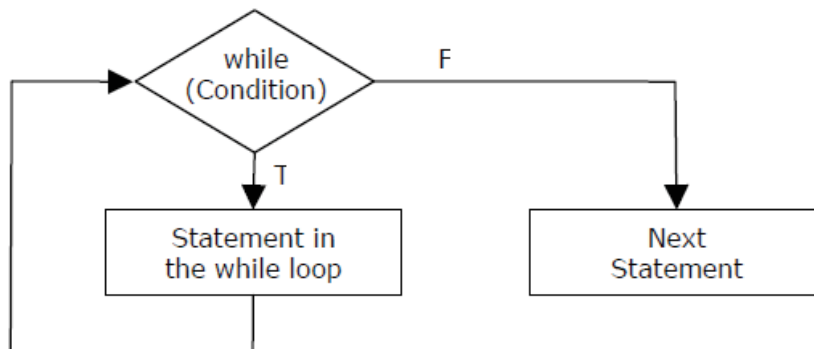 while
(Condition)
F
T
Statement in
the while loop
Next
Statement